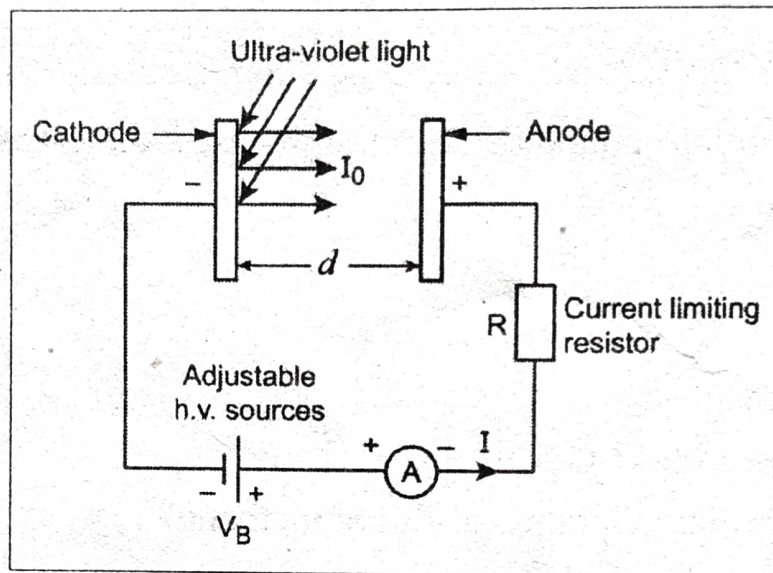 Ultra-violet light
Cathode
Anode
−
I0
+
d
R
Current limiting
resistor
Adjustable
h.v. sources
+
−
I
A
−
+
VB